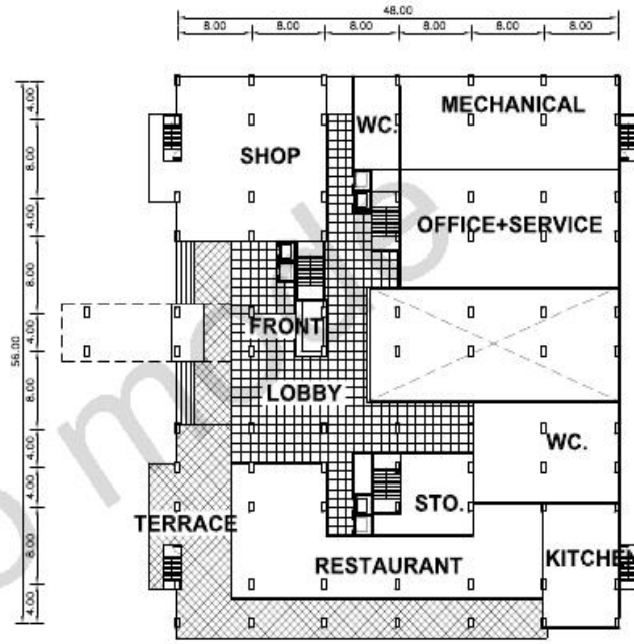 48.00
8.00 8.00 8.00 8.00 8.00 8.00
4.00
8.00
4.00
8.00
4.00
8.00
4.00
4.00
8.00
4.00
56.00
MECHANICAL
WC.
SHOP
OFFICE+SERVICE
FRONT
LOBBY
WC.
STO.
TERRACE
RESTAURANT
KITCHEN